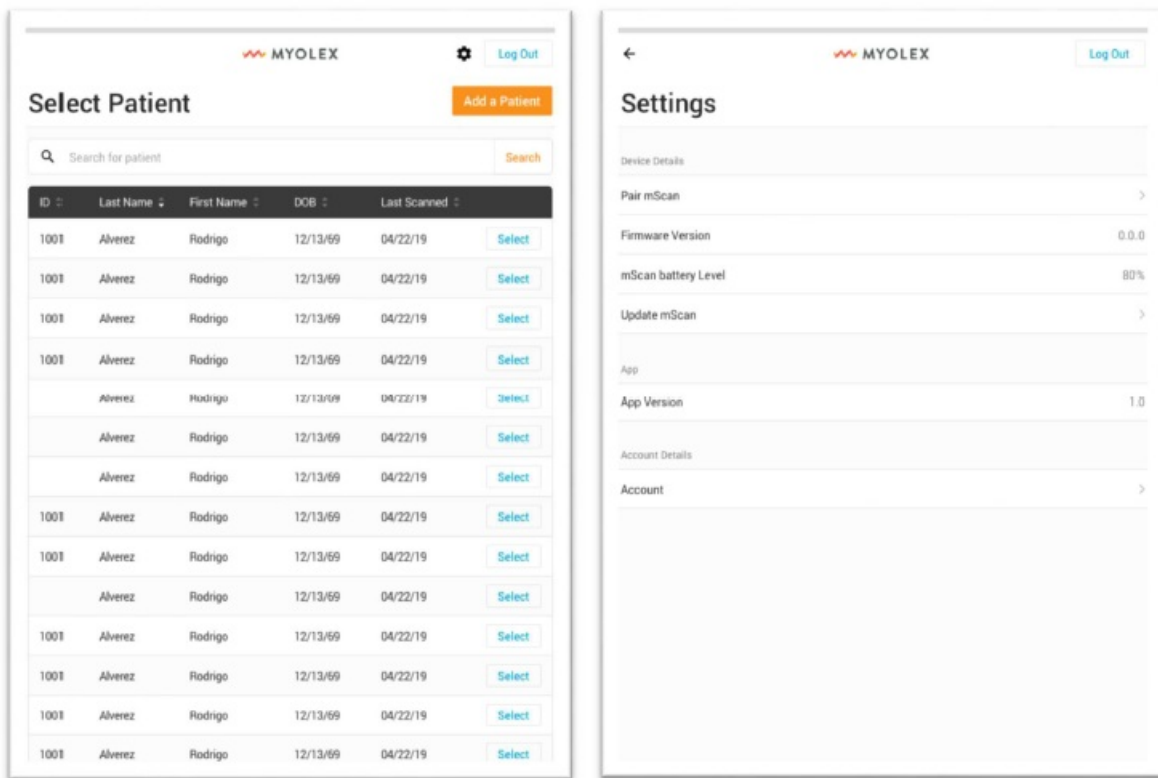 MYOLEX Log Out
Select Patient Add a Patient
Search for patient Search
ID Last Name First Name DOB Last Scanned
1001 Alverez Rodrigo 12/13/69 04/22/19 Select
1001 Alverez Rodrigo 12/13/69 04/22/19 Select
1001 Alverez Rodrigo 12/13/69 04/22/19 Select
1001 Alverez Rodrigo 12/13/69 04/22/19 Select
Alverez Rodrigo 12/13/69 04/22/19 Select
Alverez Rodrigo 12/13/69 04/22/19 Select
Alverez Rodrigo 12/13/69 04/22/19 Select
1001 Alverez Rodrigo 12/13/69 04/22/19 Select
1001 Alverez Rodrigo 12/13/69 04/22/19 Select
Alverez Rodrigo 12/13/69 04/22/19 Select
1001 Alverez Rodrigo 12/13/69 04/22/19 Select
1001 Alverez Rodrigo 12/13/69 04/22/19 Select
1001 Alverez Rodrigo 12/13/69 04/22/19 Select
1001 Alverez Rodrigo 12/13/69 04/22/19 Select
MYOLEX Log Out
Settings
Device Details
Pair mScan
Firmware Version 0.0.0
mScan battery Level 80%
Update mScan
App
App Version 1.0
Account Details
Account